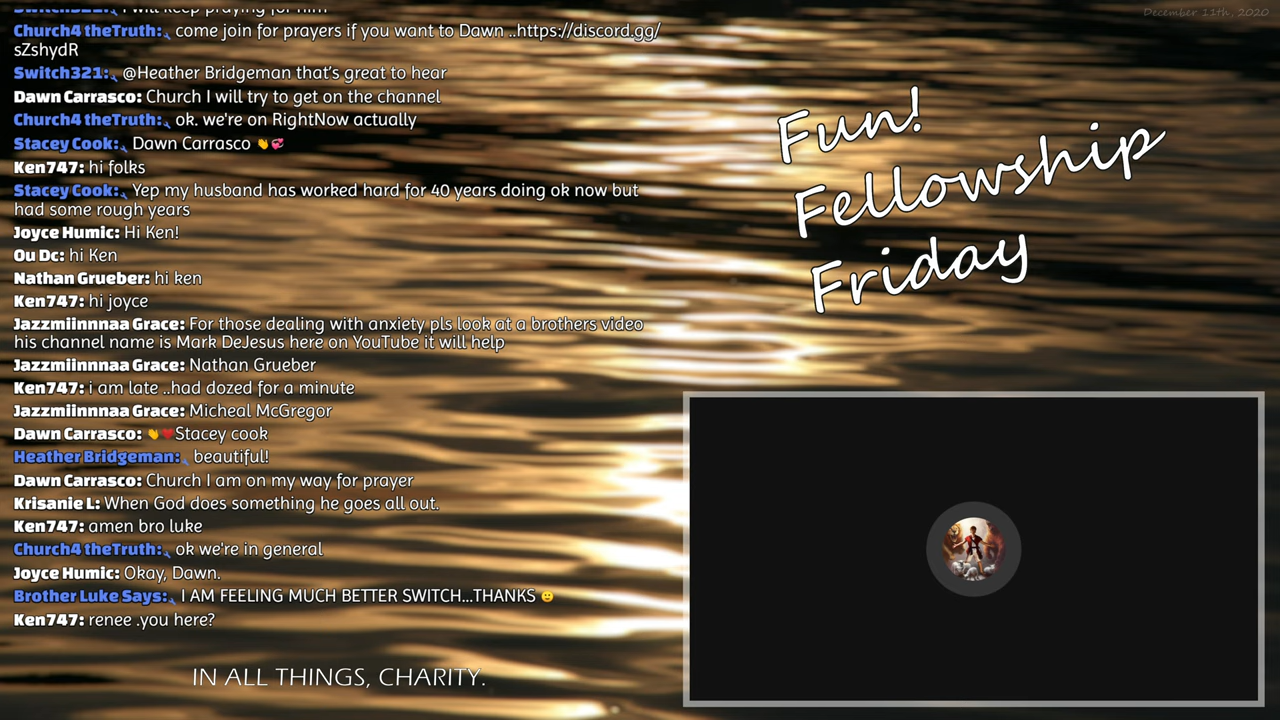 Switch321: I will keep praying for him
Church4 theTruth: come join for prayers if you want to Dawn ..https://discord.gg/
sZshydR
Switch321: @Heather Bridgeman that's great to hear
Dawn Carrasco: Church I will try to get on the channel
Church4 theTruth: ok. we're on RightNow actually
Stacey Cook: Dawn Carrasco 👏💞
Ken747: hi folks
Stacey Cook: Yep my husband has worked hard for 40 years doing ok now but
had some rough years
Joyce Humic: Hi Ken!
Ou Dc: hi Ken
Nathan Grueber: hi ken
Ken747: hi joyce
Jazzmiinnnaa Grace: For those dealing with anxiety pls look at a brothers video
his channel name is Mark DeJesus here on YouTube it will help
Jazzmiinnnaa Grace: Nathan Grueber
Ken747: i am late ..had dozed for a minute
Jazzmiinnnaa Grace: Micheal McGregor
Dawn Carrasco: 👏❤️Stacey cook
Heather Bridgeman: beautiful!
Dawn Carrasco: Church I am on my way for prayer
Krisanie L: When God does something he goes all out.
Ken747: amen bro luke
Church4 theTruth: ok we're in general
Joyce Humic: Okay, Dawn.
Brother Luke Says: I AM FEELING MUCH BETTER SWITCH...THANKS 🙂
Ken747: renee .you here?
IN ALL THINGS, CHARITY.
December 11th, 2020
Fun!
Fellowship
Friday